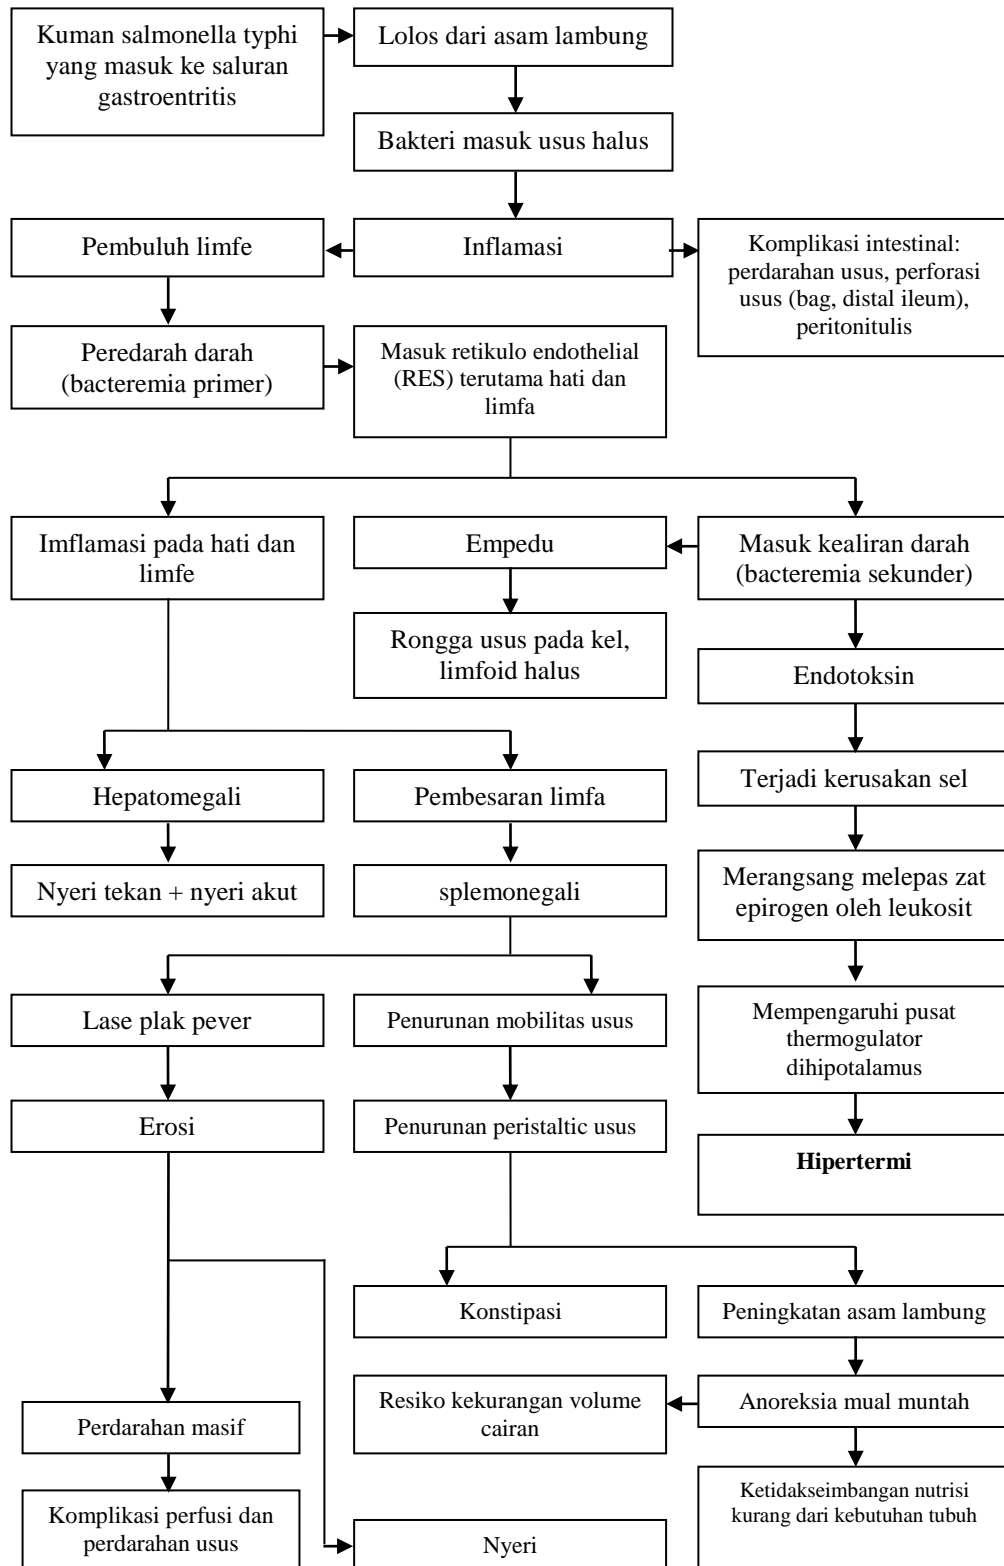 Kuman salmonella typhi
yang masuk ke saluran
gastroentritis
Lolos dari asam lambung
Bakteri masuk usus halus
Pembuluh limfe
Inflamasi
Komplikasi intestinal:
perdarahan usus, perforasi
usus (bag, distal ileum),
peritonitulis
Peredarah darah
(bacteremia primer)
Masuk retikulo endothelial
(RES) terutama hati dan
limfa
Imflamasi pada hati dan
limfe
Empedu
Masuk kealiran darah
(bacteremia sekunder)
Rongga usus pada kel,
limfoid halus
Endotoksin
Hepatomegali
Pembesaran limfa
Terjadi kerusakan sel
Nyeri tekan + nyeri akut
splemonegali
Merangsang melepas zat
epirogen oleh leukosit
Lase plak pever
Penurunan mobilitas usus
Mempengaruhi pusat
thermogulator
dihipotalamus
Erosi
Penurunan peristaltic usus
Hipertermi
Konstipasi
Peningkatan asam lambung
Perdarahan masif
Resiko kekurangan volume
cairan
Anoreksia mual muntah
Komplikasi perfusi dan
perdarahan usus
Nyeri
Ketidakseimbangan nutrisi
kurang dari kebutuhan tubuh